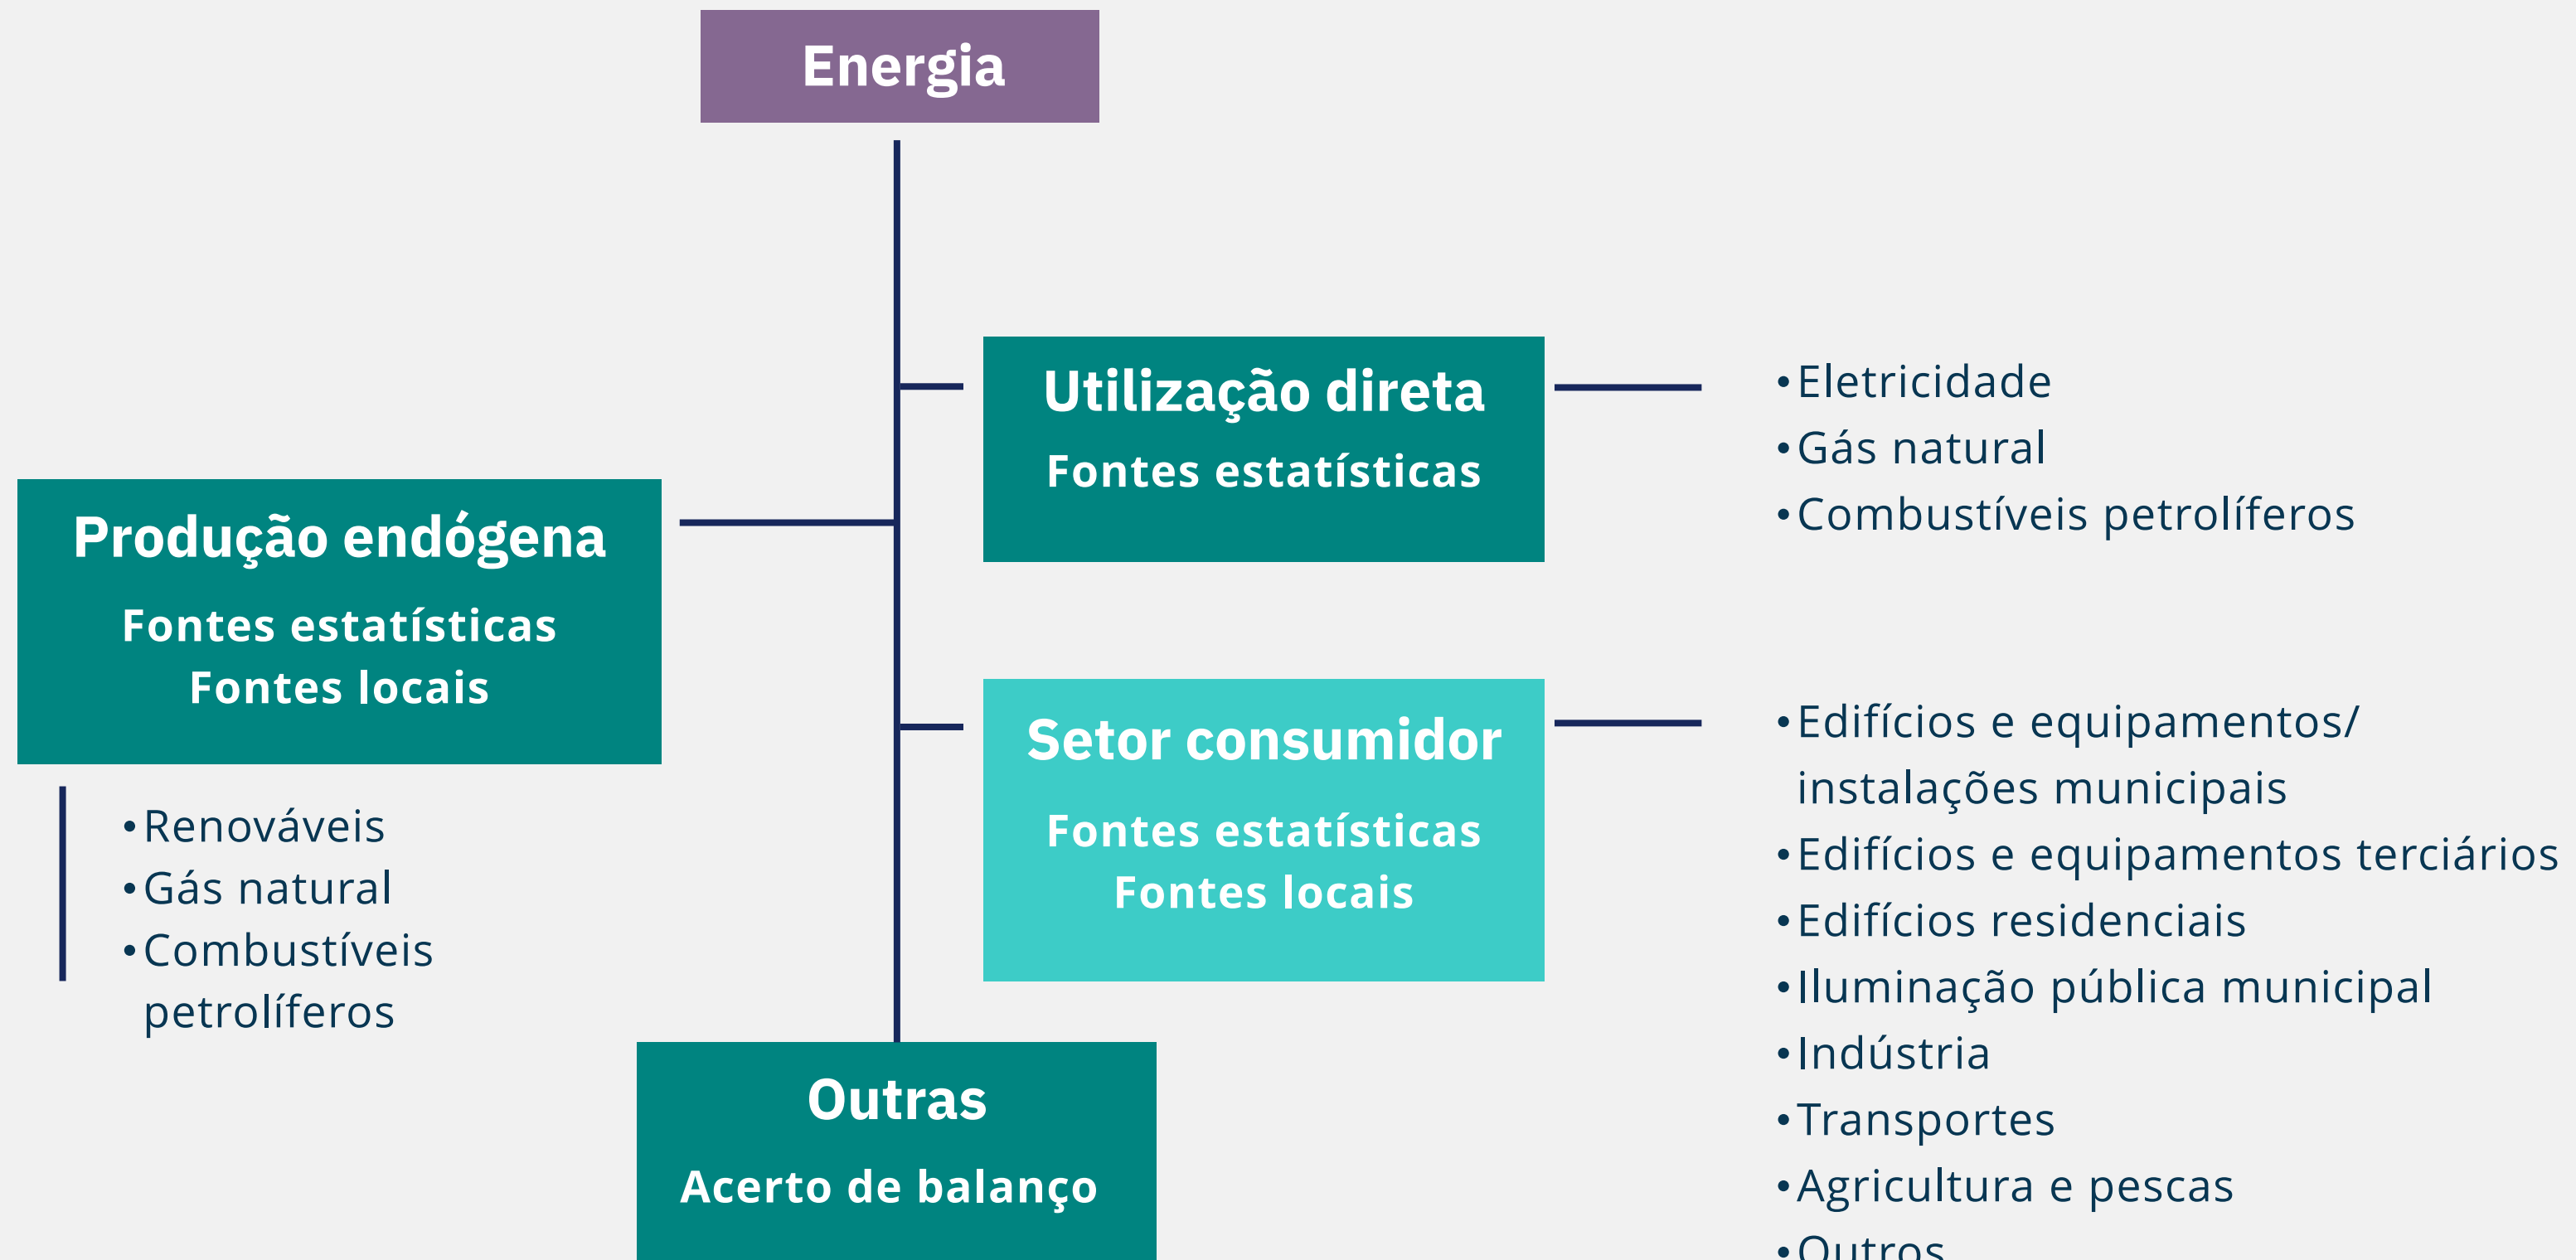 Energia
Utilização direta
Fontes estatísticas
•Eletricidade
•Gás natural
•Combustíveis petrolíferos
Produção endógena
Fontes estatísticas
Fontes locais
•Renováveis
•Gás natural
•Combustíveis
petrolíferos
Setor consumidor
Fontes estatísticas
Fontes locais
•Edifícios e equipamentos/
instalações municipais
•Edifícios e equipamentos terciários
•Edifícios residenciais
•Iluminação pública municipal
•Indústria
•Transportes
•Agricultura e pescas
•Outros
Outras
Acerto de balanço